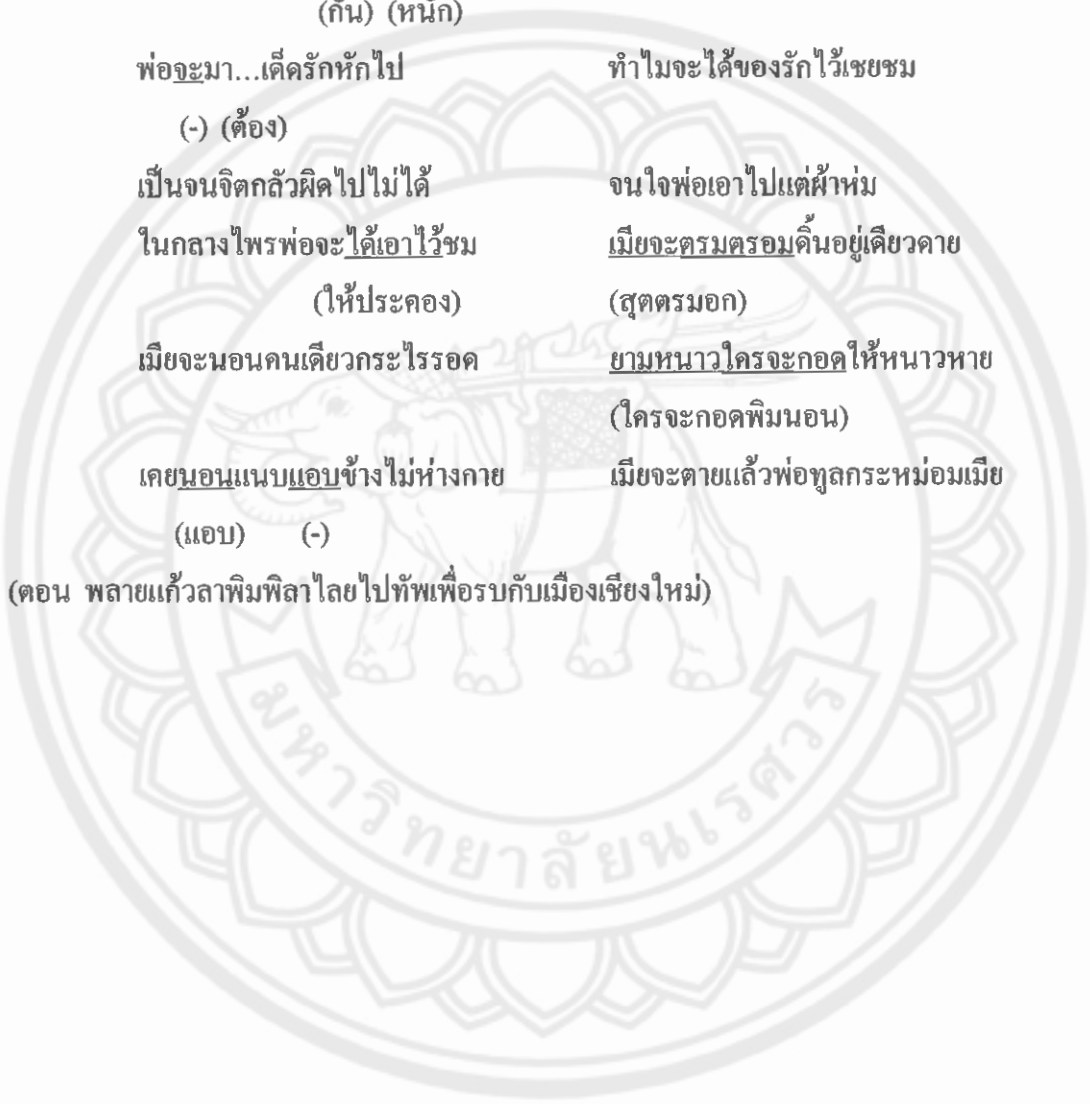 (กัน) (หนัก)
พ่อจะมา...เด็ดรักหักไป ทำไมจะได้ของรักไว้เชยชม
(-) (ต้อง)
เป็นจนจิตกลัวผิดไปไม่ได้ จนใจพ่อเอาไปแต่ผ้าห่ม
ในกลางไพรพ่อจะได้เอาไว้ชม เมียจะตรมตรอมดิ้นอยู่เดียวดาย
(ให้ประคอง) (สุดตรมอก)
เมียจะนอนคนเดียวกระไรรอด ยามหนาวใครจะกอดให้หนาวหาย
(ใครจะกอดพิมนอน)
เคยนอนแนบแอบข้างไม่ห่างกาย เมียจะตายแล้วพ่อทูลกระหม่อมเมีย
(แอบ) (-)
(ตอน พลายแก้วลาพิมพิลาไลยไปทัพเพื่อรบกับเมืองเชียงใหม่)
มหาวิทยาลัยนเรศวร